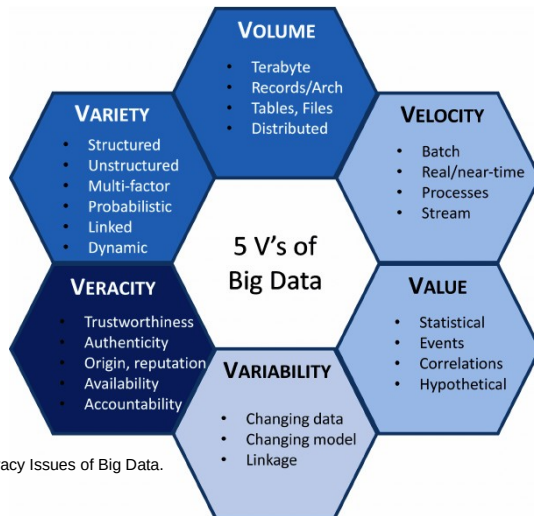 VOLUME
• Terabyte
• Records/Arch
• Tables, Files
• Distributed
VARIETY
• Structured
• Unstructured
• Multi-factor
• Probabilistic
• Linked
• Dynamic
VELOCITY
• Batch
• Real/near-time
• Processes
• Stream
5 V's of
Big Data
VERACITY
• Trustworthiness
• Authenticity
• Origin, reputation
• Availability
• Accountability
VALUE
• Statistical
• Events
• Correlations
• Hypothetical
VARIABILITY
• Changing data
• Changing model
• Linkage
acy Issues of Big Data.